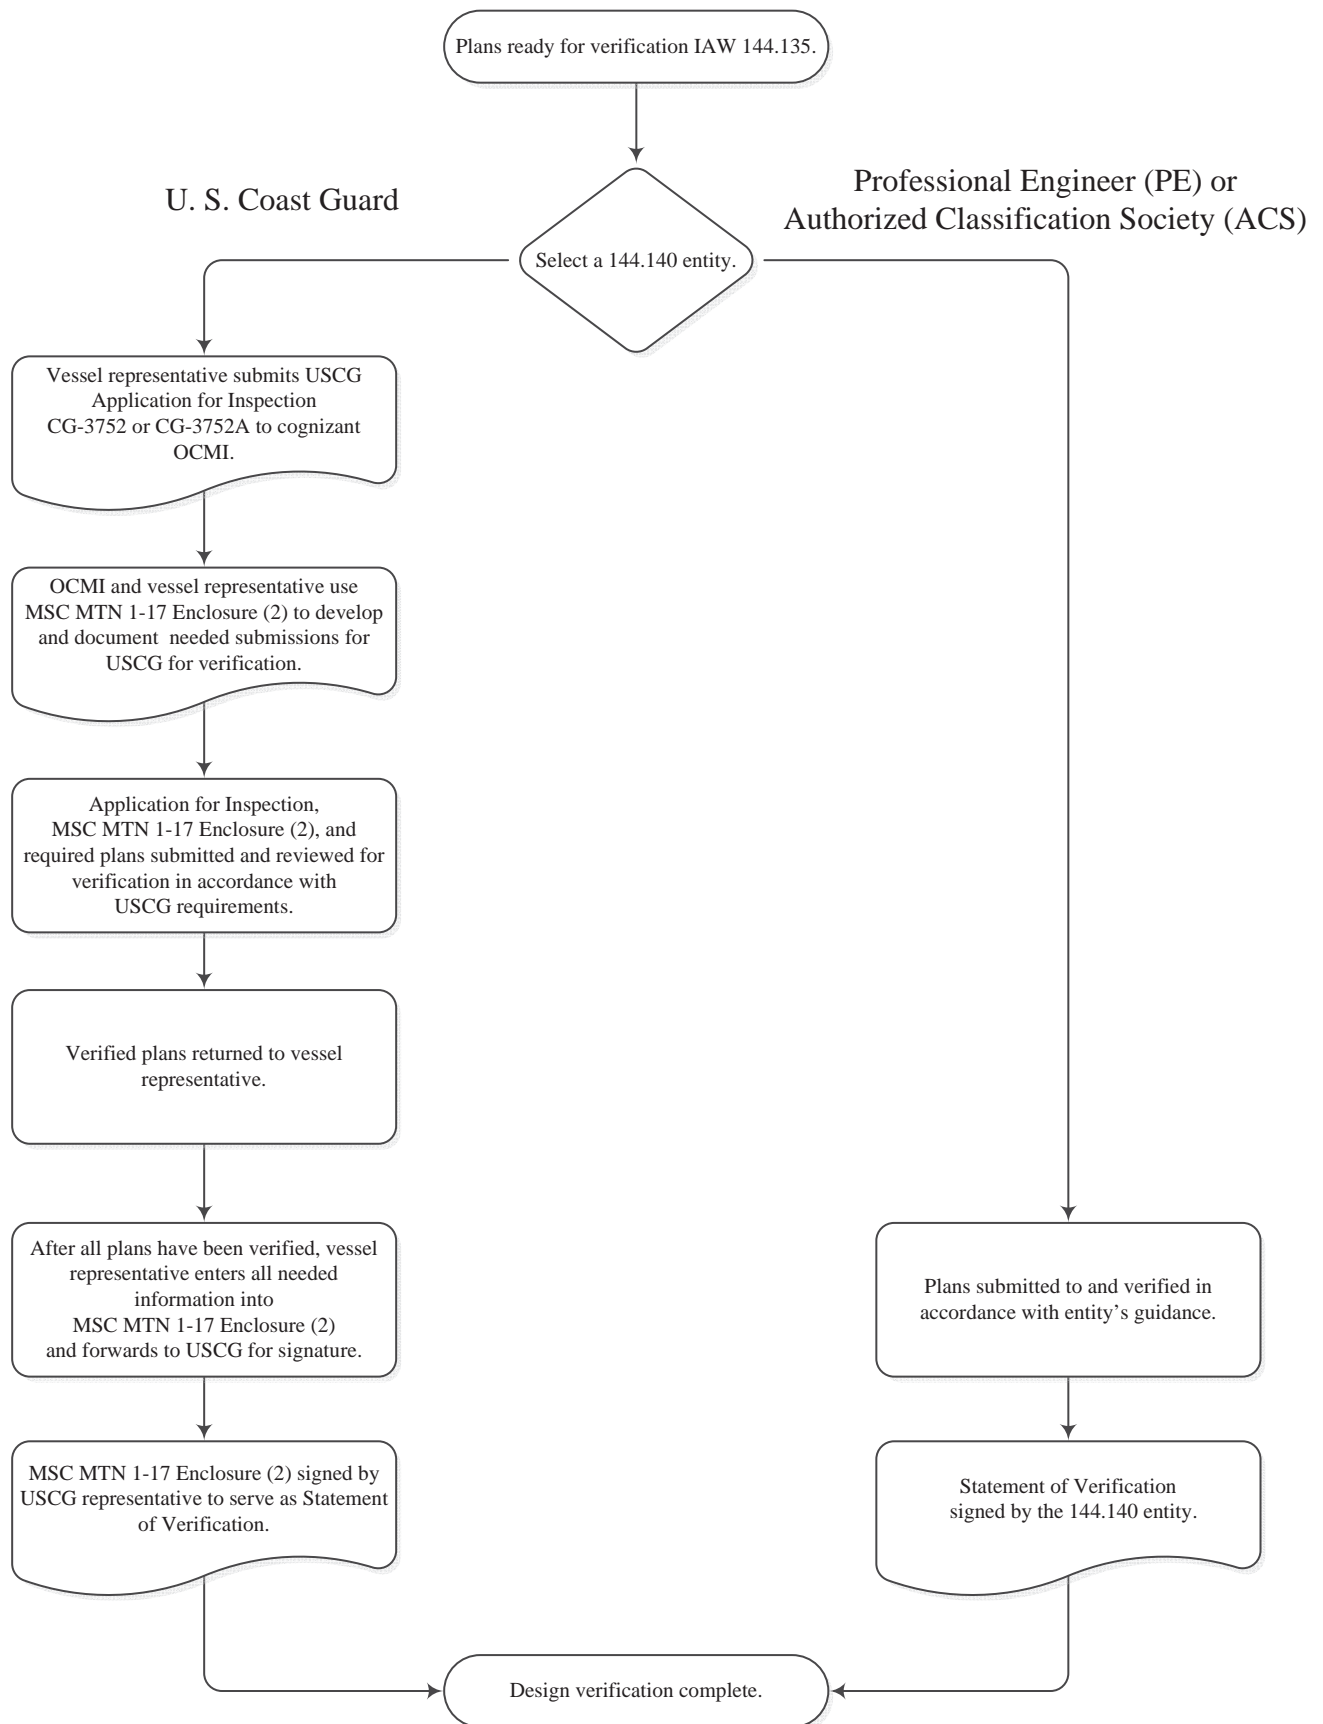 Plans ready for verification IAW 144.135.
U. S. Coast Guard
Professional Engineer (PE) or
Authorized Classification Society (ACS)
Select a 144.140 entity.
Vessel representative submits USCG
Application for Inspection
CG-3752 or CG-3752A to cognizant
OCMI.
OCMI and vessel representative use
MSC MTN 1-17 Enclosure (2) to develop
and document needed submissions for
USCG for verification.
Application for Inspection,
MSC MTN 1-17 Enclosure (2), and
required plans submitted and reviewed for
verification in accordance with
USCG requirements.
Verified plans returned to vessel
representative.
After all plans have been verified, vessel
representative enters all needed
information into
MSC MTN 1-17 Enclosure (2)
and forwards to USCG for signature.
Plans submitted to and verified in
accordance with entity’s guidance.
MSC MTN 1-17 Enclosure (2) signed by
USCG representative to serve as Statement
of Verification.
Statement of Verification
signed by the 144.140 entity.
Design verification complete.